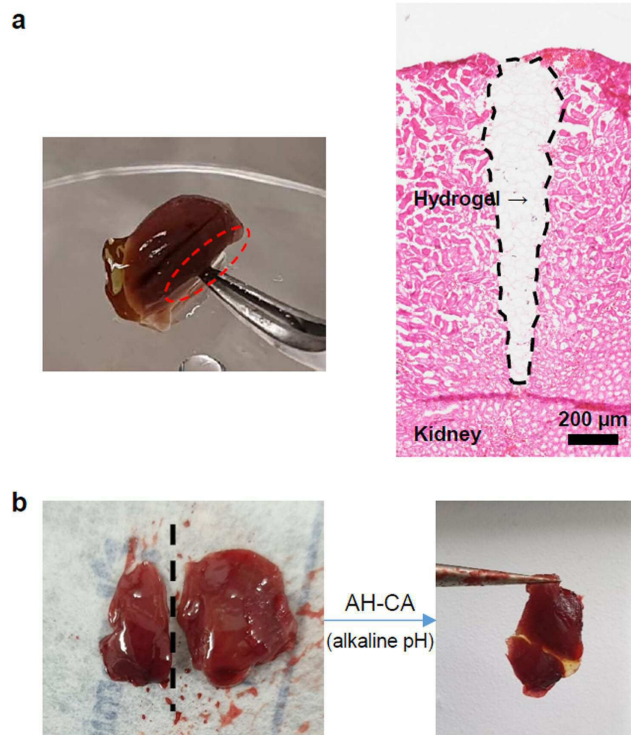 a
Hydrogel →
200 μm
Kidney
b
AH-CA
(alkaline pH)